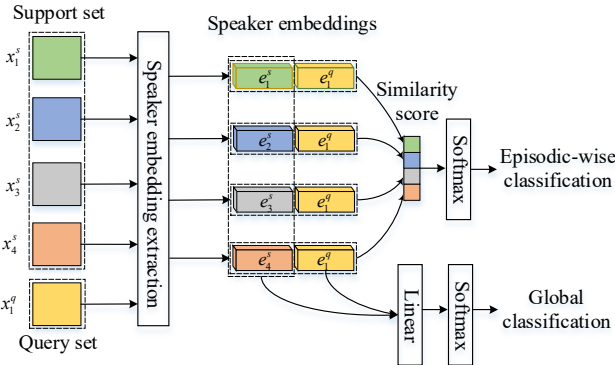 Support set
Speaker embeddings
x_1^s
x_2^s
x_3^s
x_4^s
x_1^q
Query set
Speaker embedding extraction
e_1^s e_1^q
e_2^s e_1^q
e_3^s e_1^q
e_4^s e_1^q
Similarity
score
Softmax
Episodic-wise
classification
Linear
Softmax
Global
classification